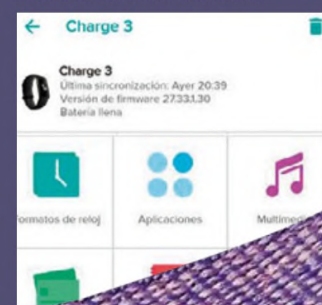 Charge 3
Charge 3
Última sincronización: Ayer 20:39
Versión de firmware 27.33.1.30
Batería llena
ormatos de reloj
Aplicaciones
Multimed